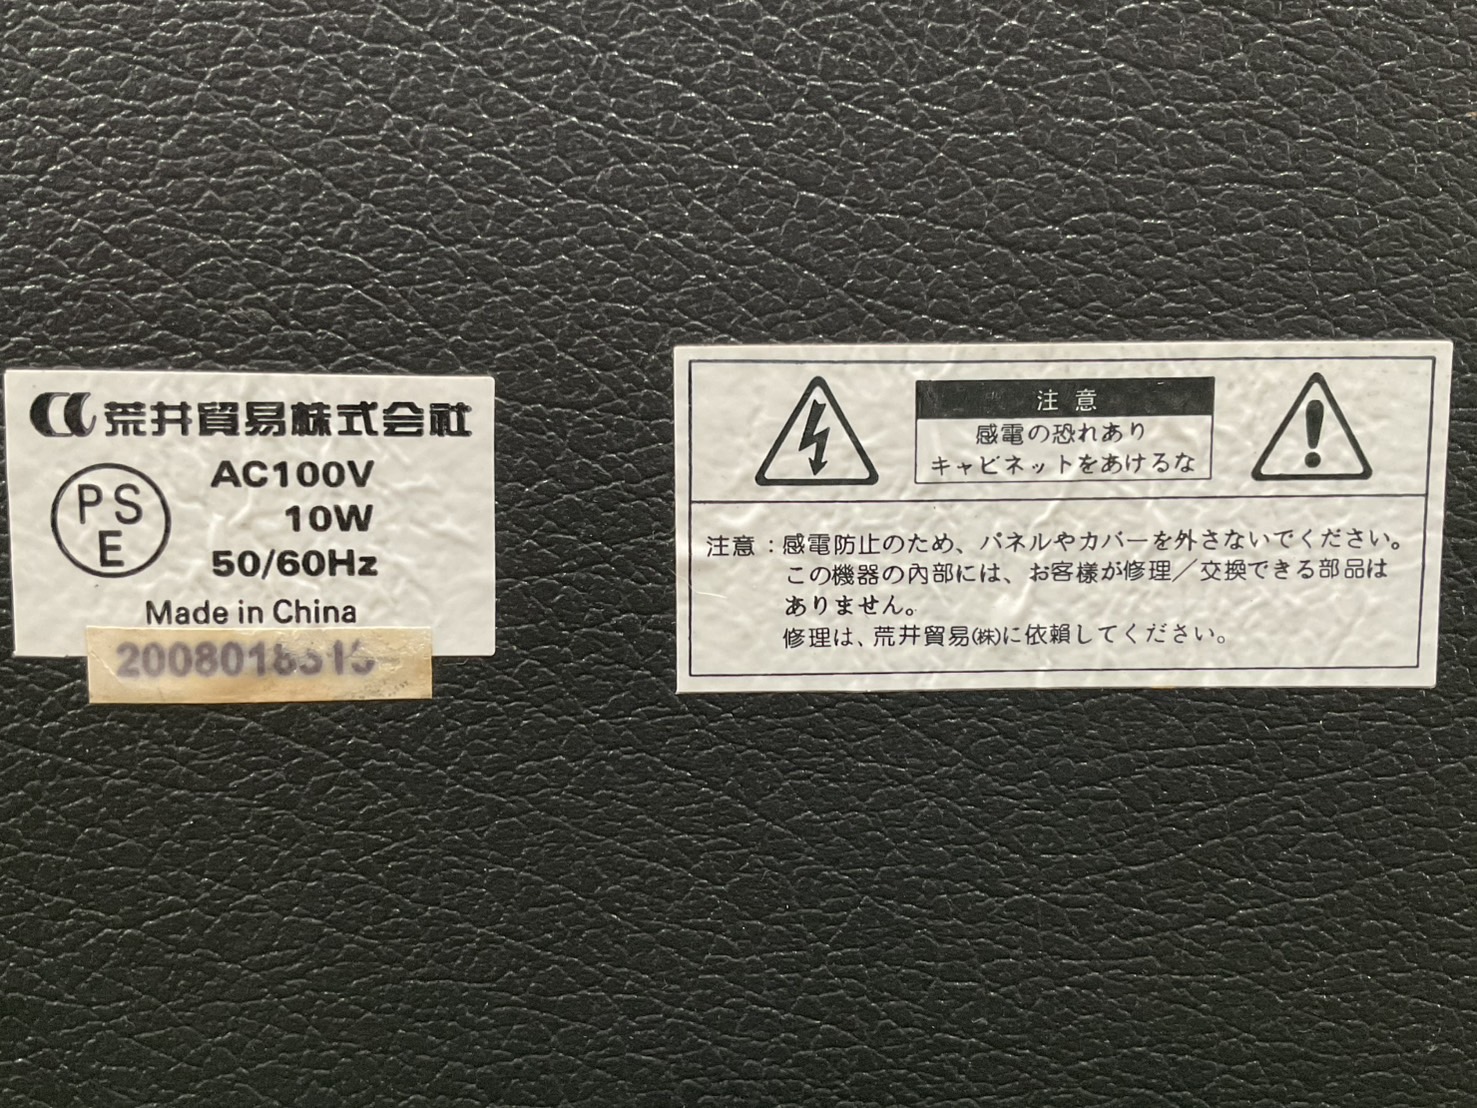 荒井貿易株式会社
PS
E
AC100V
10W
50/60Hz
Made in China
注意
感電の恐れあり
キャビネットをあけるな
注意：感電防止のため、パネルやカバーを外さないでください。
この機器の内部には、お客様が修理／交換できる部品は
ありません。
修理は、荒井貿易㈱に依頼してください。